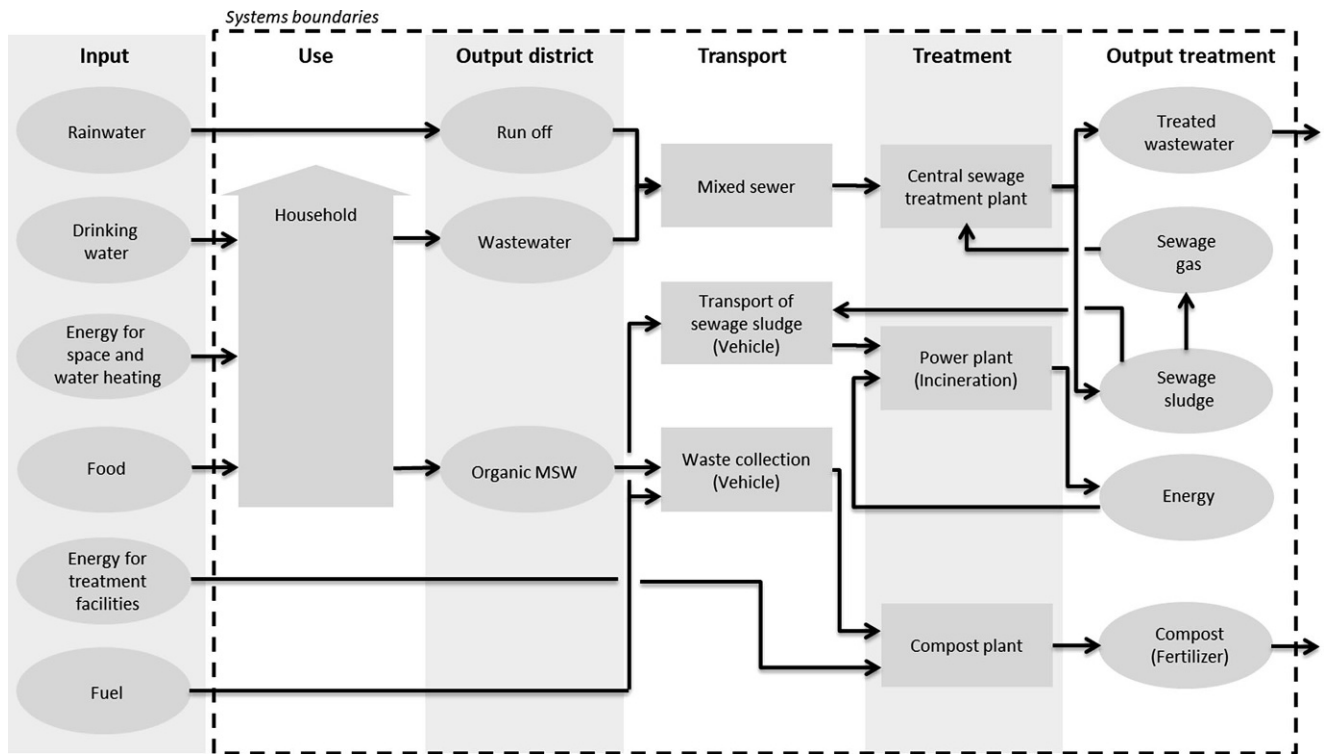 Systems boundaries
Input
Use
Output district
Transport
Treatment
Output treatment
Rainwater
Drinking
water
Energy for
space and
water heating
Food
Energy for
treatment
facilities
Fuel
Household
Run off
Wastewater
Organic MSW
Mixed sewer
Transport of
sewage sludge
(Vehicle)
Waste collection
(Vehicle)
Central sewage
treatment plant
Power plant
(Incineration)
Compost plant
Treated
wastewater
Sewage
gas
Sewage
sludge
Energy
Compost
(Fertilizer)